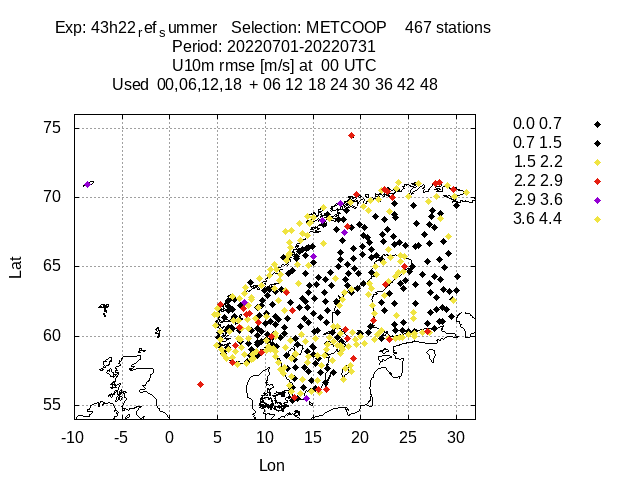 Exp: 43h22refsummer Selection: METCOOP 467 stations
Period: 20220701-20220731
U10m rmse [m/s] at 00 UTC
Used 00,06,12,18 + 06 12 18 24 30 36 42 48
75
70
65
60
55
-10 -5 0 5 10 15 20 25 30
Lat
Lon
0.0 0.7
0.7 1.5
1.5 2.2
2.2 2.9
2.9 3.6
3.6 4.4